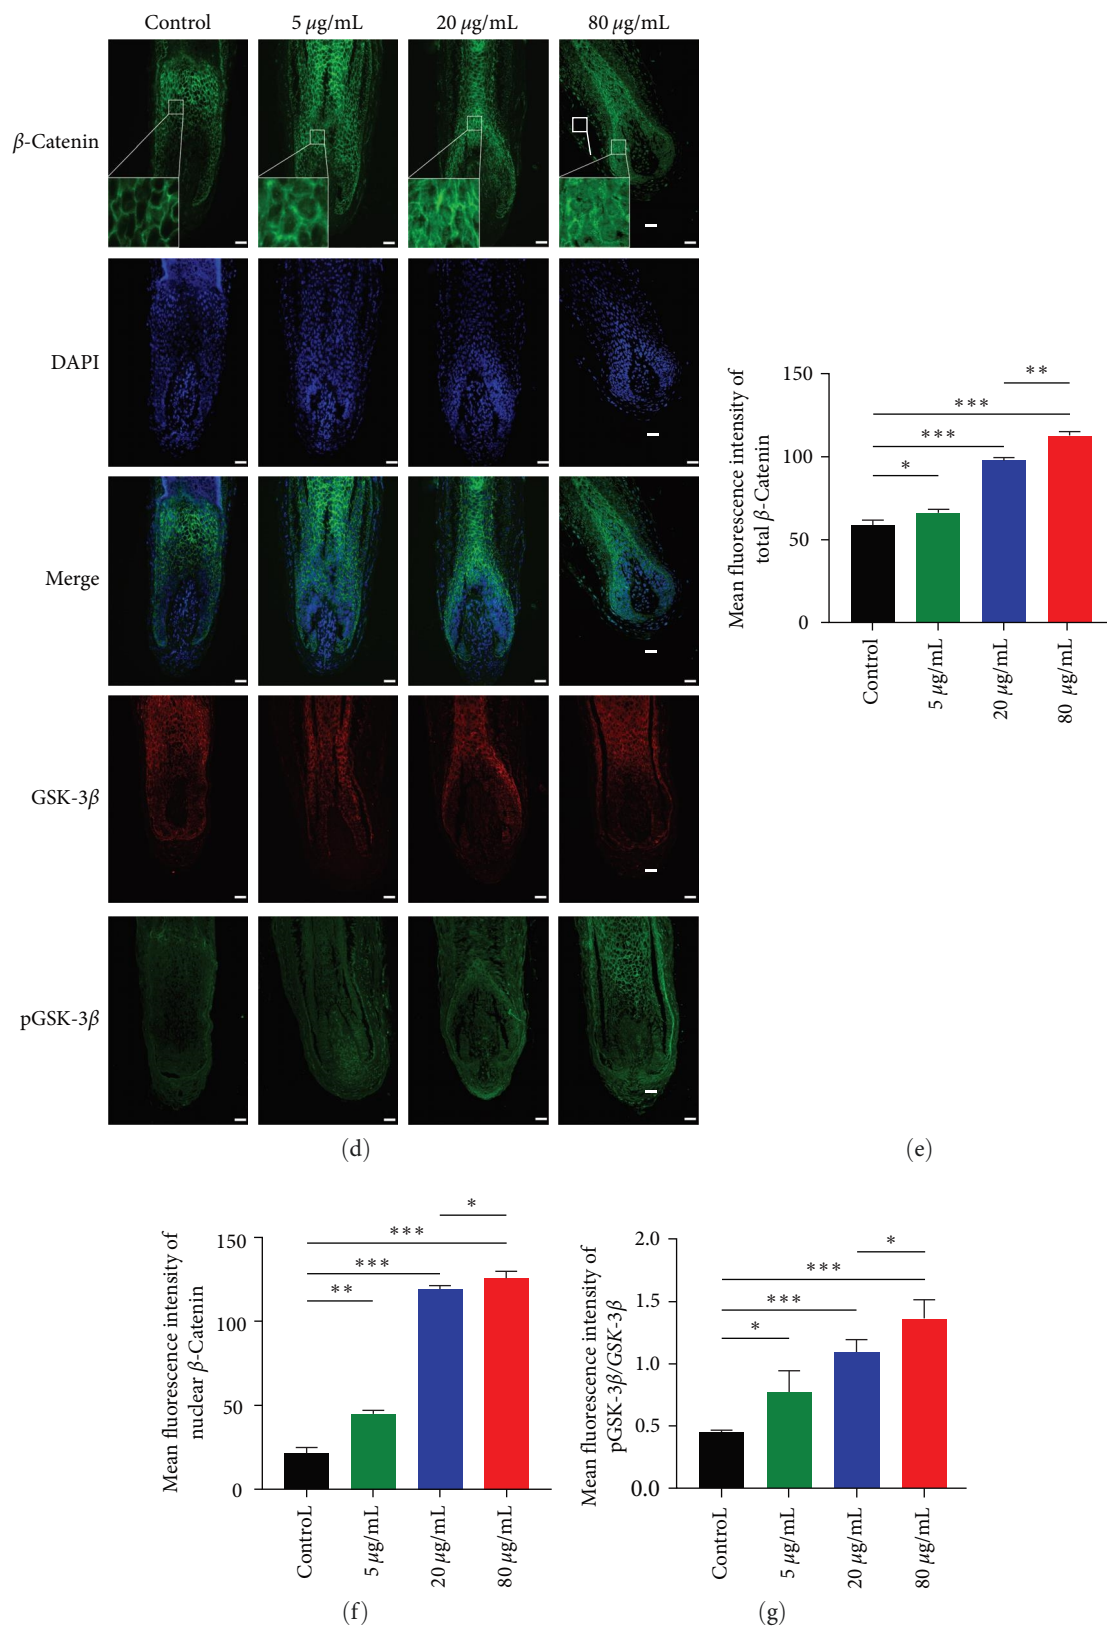 Control
5 μg/mL
20 μg/mL
80 μg/mL
β-Catenin
DAPI
Merge
GSK-3β
pGSK-3β
(d)
Mean fluorescence intensity of
total β-Catenin
150
100
50
0
*
***
***
**
Control
5 μg/mL
20 μg/mL
80 μg/mL
(e)
Mean fluorescence intensity of
nuclear β-Catenin
150
100
50
0
**
***
***
*
ControL
5 μg/mL
20 μg/mL
80 μg/mL
(f)
Mean fluorescence intensity of
pGSK-3β/GSK-3β
2.0
1.5
1.0
0.5
0.0
*
***
***
*
ControL
5 μg/mL
20 μg/mL
80 μg/mL
(g)